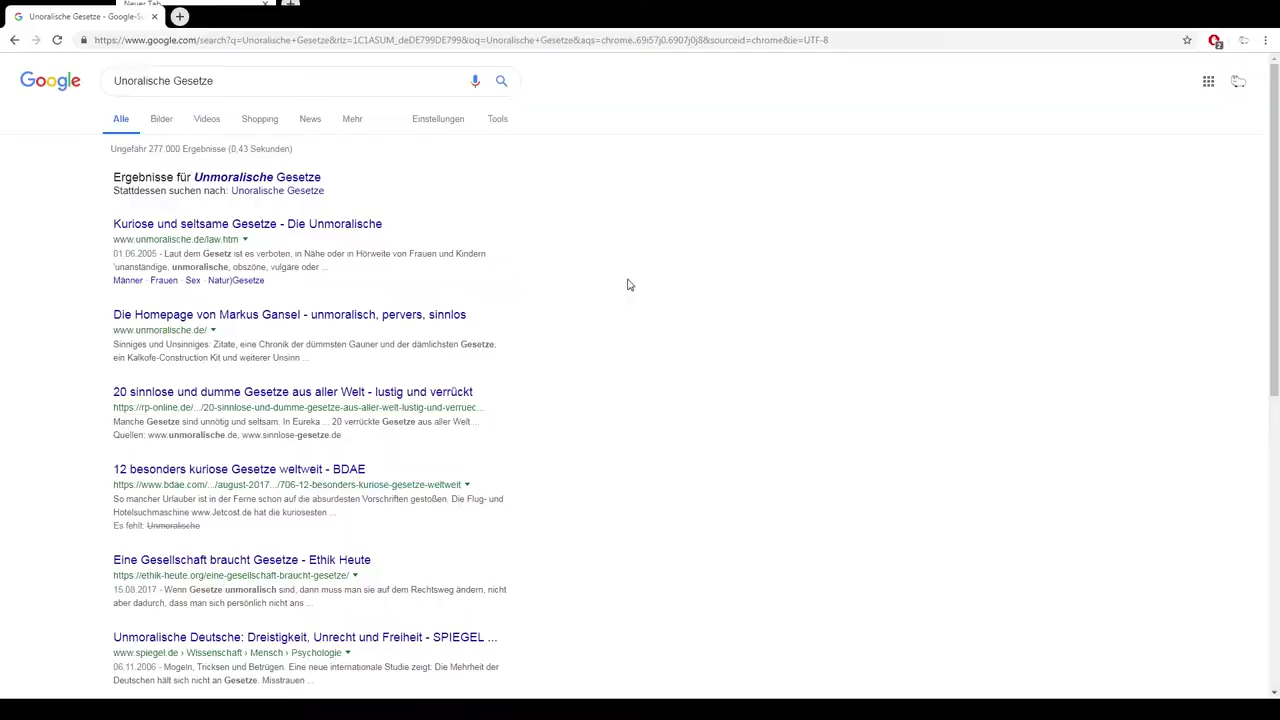 Neuer Tab
Unoralische Gesetze - Google-Su
https://www.google.com/search?q=Unoralische+Gesetze&rlz=1C1ASUM_deDE799DE799&oq=Unoralische+Gesetze&aqs=chrome..69i57j0.6907j0j8&sourceid=chrome&ie=UTF-8
2
Google
Unoralische Gesetze
Alle Bilder Videos Shopping News Mehr Einstellungen Tools
Ungefähr 277.000 Ergebnisse (0,43 Sekunden)
Ergebnisse für Unmoralische Gesetze
Stattdessen suchen nach: Unoralische Gesetze
Kuriose und seltsame Gesetze - Die Unmoralische
www.unmoralische.de/law.htm
01.06.2005 - Laut dem Gesetz ist es verboten, in Nähe oder in Hörweite von Frauen und Kindern
'unanständige, unmoralische, obszöne, vulgäre oder ...
Männer · Frauen · Sex · Natur)Gesetze
Die Homepage von Markus Gansel - unmoralisch, pervers, sinnlos
www.unmoralische.de/
Sinniges und Unsinniges: Zitate, eine Chronik der dümmsten Gauner und der dämlichsten Gesetze,
ein Kalkofe-Construction Kit und weiterer Unsinn ...
20 sinnlose und dumme Gesetze aus aller Welt - lustig und verrückt
https://rp-online.de/.../20-sinnlose-und-dumme-gesetze-aus-aller-welt-lustig-und-verruec...
Manche Gesetze sind unnötig und seltsam. In Eureka ... 20 verrückte Gesetze aus aller Welt ...
Quellen: www.unmoralische.de, www.sinnlose-gesetze.de
12 besonders kuriose Gesetze weltweit - BDAE
https://www.bdae.com/.../august-2017.../706-12-besonders-kuriose-gesetze-weltweit
So mancher Urlauber ist in der Ferne schon auf die absurdesten Vorschriften gestoßen. Die Flug- und
Hotelsuchmaschine www.Jetcost.de hat die kuriosesten ...
Es fehlt: Unmoralische
Eine Gesellschaft braucht Gesetze - Ethik Heute
https://ethik-heute.org/eine-gesellschaft-braucht-gesetze/
15.08.2017 - Wenn Gesetze unmoralisch sind, dann muss man sie auf dem Rechtsweg ändern, nicht
aber dadurch, dass man sich persönlich nicht ans ...
Unmoralische Deutsche: Dreistigkeit, Unrecht und Freiheit - SPIEGEL ...
www.spiegel.de › Wissenschaft › Mensch › Psychologie
06.11.2006 - Mogeln, Tricksen und Betrügen. Eine neue internationale Studie zeigt: Die Mehrheit der
Deutschen hält sich nicht an Gesetze. Misstrauen ...